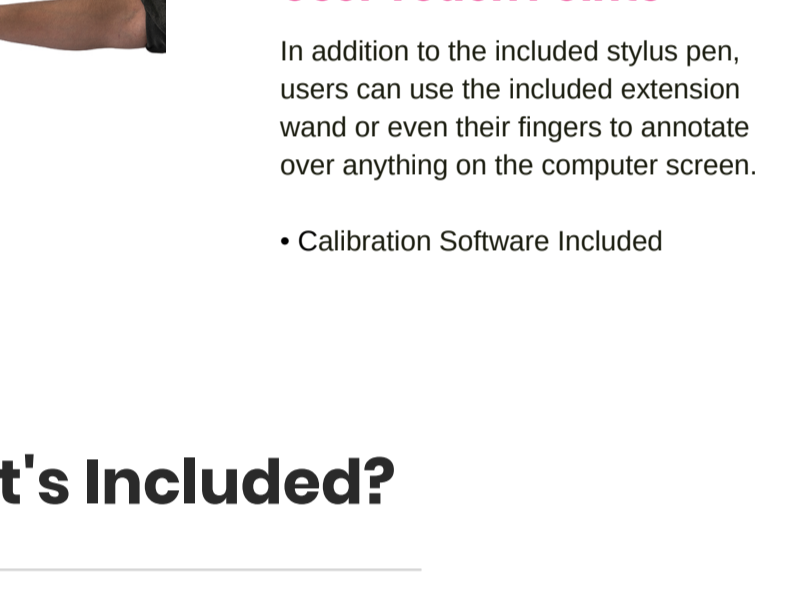 In addition to the included stylus pen,
users can use the included extension
wand or even their fingers to annotate
over anything on the computer screen.
• Calibration Software Included
t's Included?